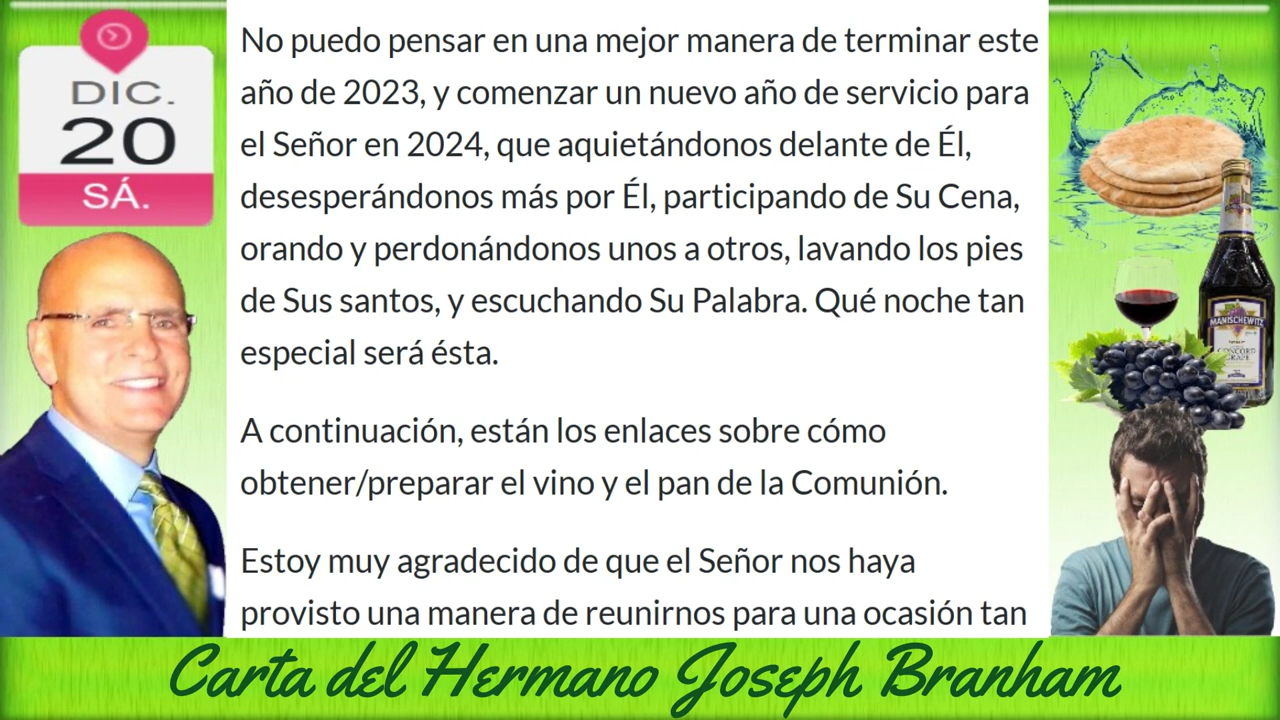 DIC.
20
SÁ.
No puedo pensar en una mejor manera de terminar este
año de 2023, y comenzar un nuevo año de servicio para
el Señor en 2024, que aquietándonos delante de Él,
desesperándonos más por Él, participando de Su Cena,
orando y perdonándonos unos a otros, lavando los pies
de Sus santos, y escuchando Su Palabra. Qué noche tan
especial será ésta.
A continuación, están los enlaces sobre cómo
obtener/preparar el vino y el pan de la Comunión.
Estoy muy agradecido de que el Señor nos haya
provisto una manera de reunirnos para una ocasión tan
MANISCHEWITZ
CONCORD
GRAPE
Carta del Hermano Joseph Branham